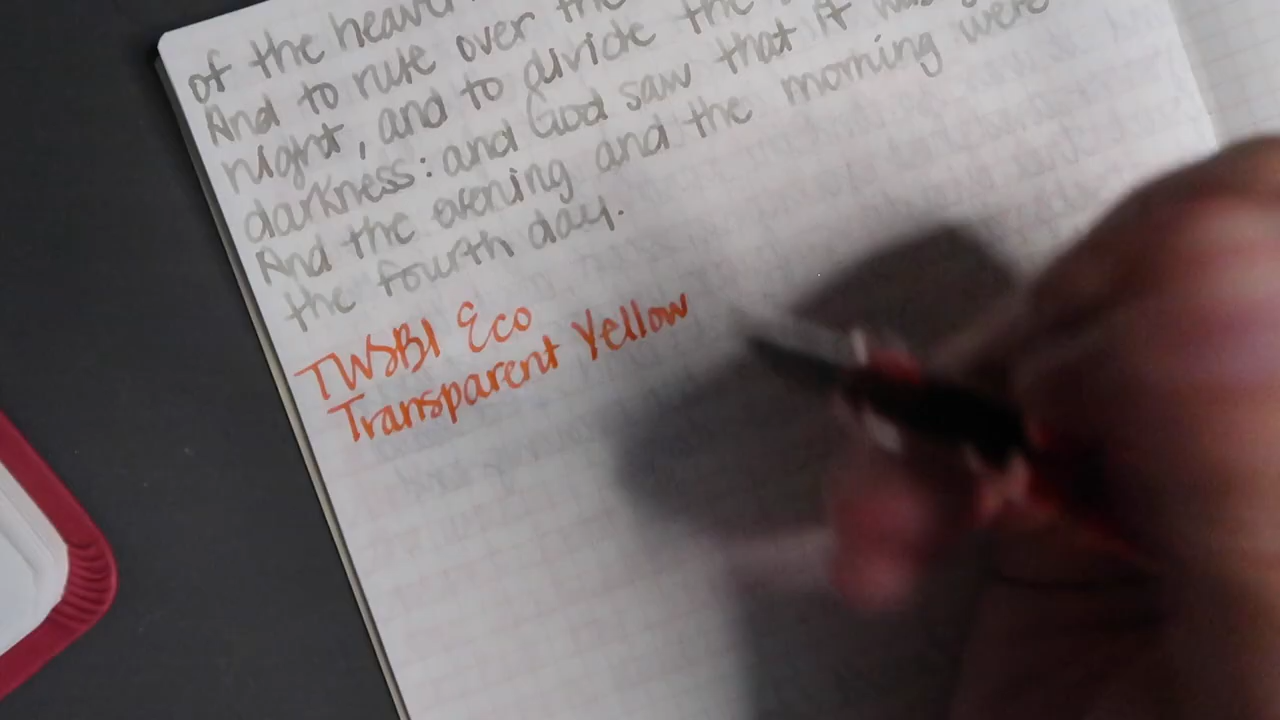 of the heaven
And to rule over the
night, and to divide the
darkness: and God saw that it was
And the evening and the morning were
the fourth day.
TWSBI Eco
Transparent Yellow